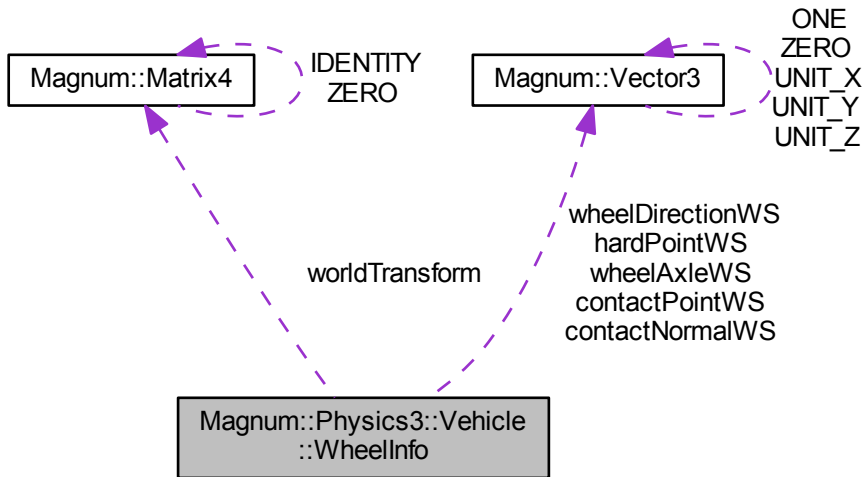 Magnum::Matrix4
IDENTITY
ZERO
Magnum::Vector3
ONE
ZERO
UNIT_X
UNIT_Y
UNIT_Z
worldTransform
wheelDirectionWS
hardPointWS
wheelAxleWS
contactPointWS
contactNormalWS
Magnum::Physics3::Vehicle
::WheelInfo